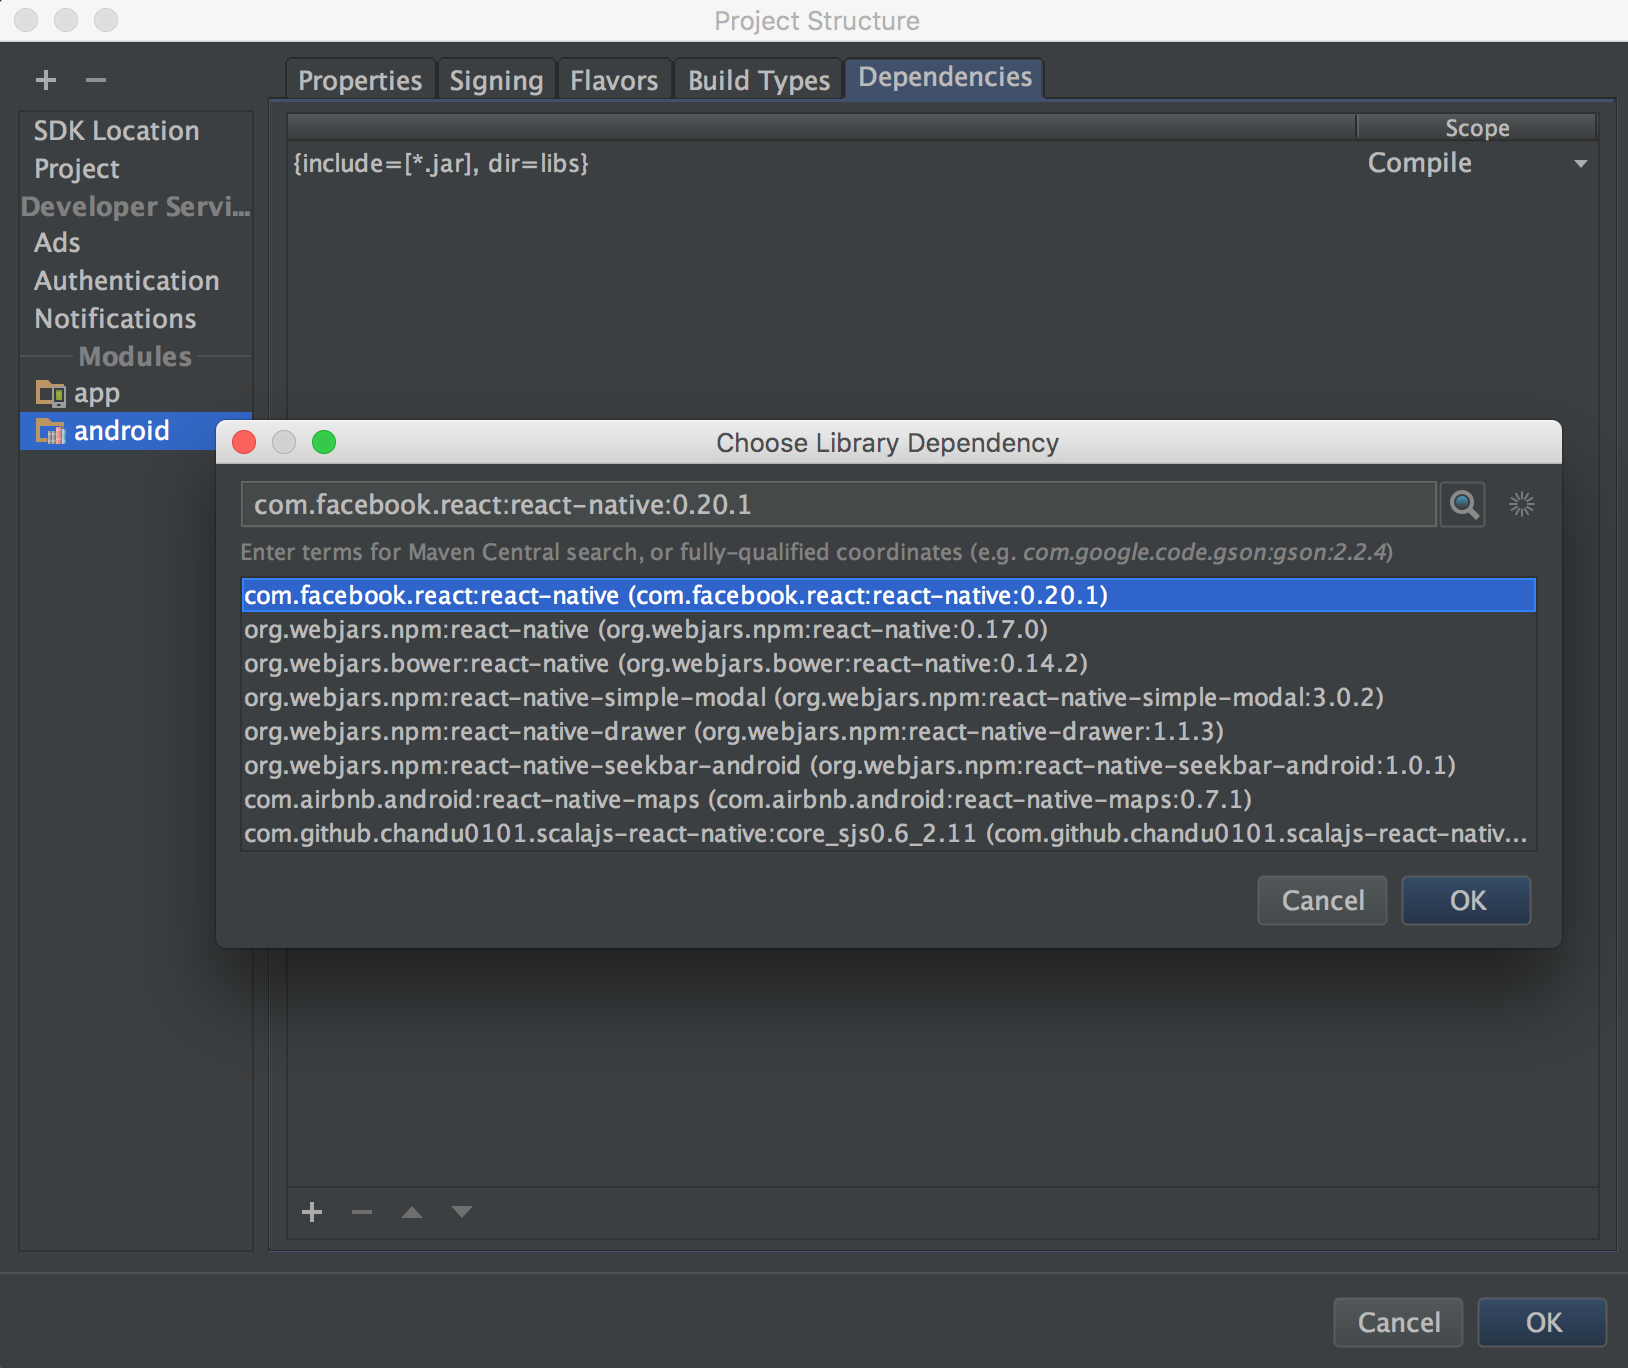 Project Structure
Properties Signing Flavors Build Types Dependencies
SDK Location
Project
Developer Servi...
Ads
Authentication
Notifications
Modules
app
android
Scope
{include=[*.jar], dir=libs} Compile
Choose Library Dependency
com.facebook.react:react-native:0.20.1
Enter terms for Maven Central search, or fully-qualified coordinates (e.g. com.google.code.gson:gson:2.2.4)
com.facebook.react:react-native (com.facebook.react:react-native:0.20.1)
org.webjars.npm:react-native (org.webjars.npm:react-native:0.17.0)
org.webjars.bower:react-native (org.webjars.bower:react-native:0.14.2)
org.webjars.npm:react-native-simple-modal (org.webjars.npm:react-native-simple-modal:3.0.2)
org.webjars.npm:react-native-drawer (org.webjars.npm:react-native-drawer:1.1.3)
org.webjars.npm:react-native-seekbar-android (org.webjars.npm:react-native-seekbar-android:1.0.1)
com.airbnb.android:react-native-maps (com.airbnb.android:react-native-maps:0.7.1)
com.github.chandu0101.scalajs-react-native:core_sjs0.6_2.11 (com.github.chandu0101.scalajs-react-nativ...
Cancel OK
Cancel OK